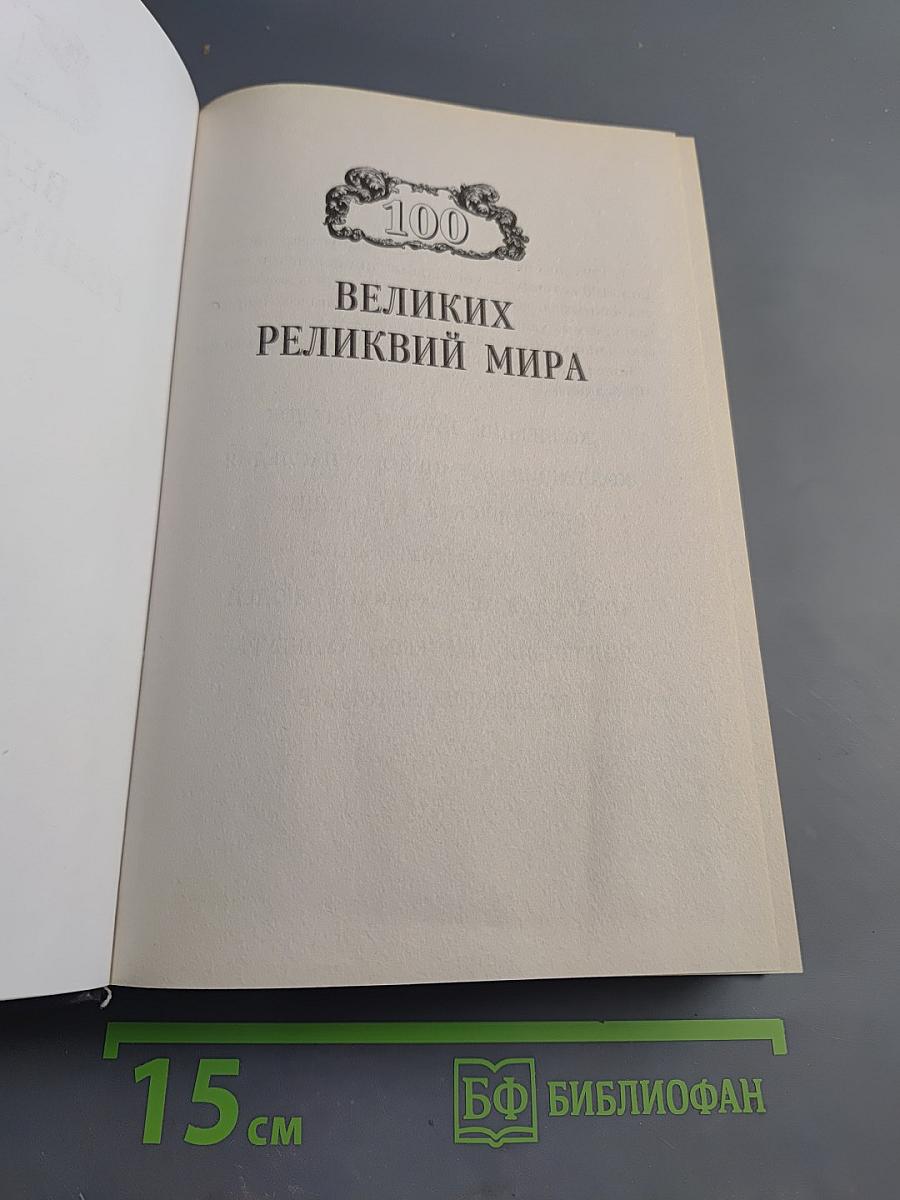 100
ВЕЛИКИХ
РЕЛИКВИЙ МИРА
15 см
БФ БИБЛИОФАН